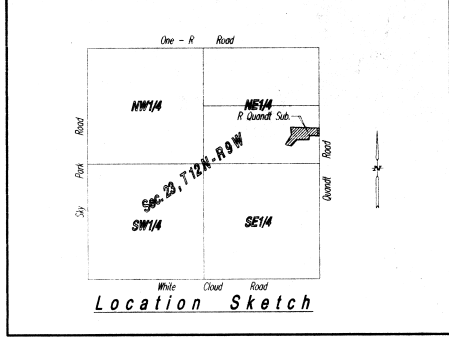 One - R Road
NW1/4
NE1/4
R Quandt Sub.
Sky Park Road
Quandt Road
Sec. 23, T12N - R9W
N
SW1/4
SE1/4
White Cloud Road
Location Sketch